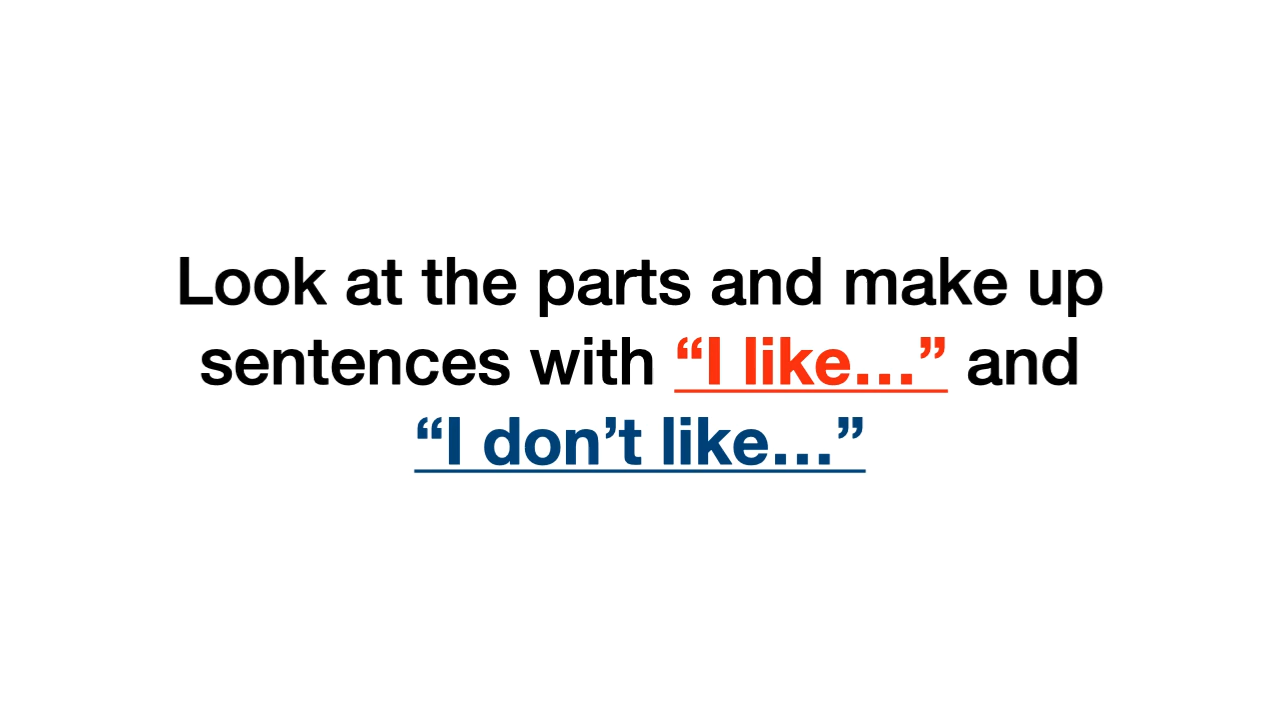 Look at the parts and make up
sentences with “I like…” and
“I don’t like…”